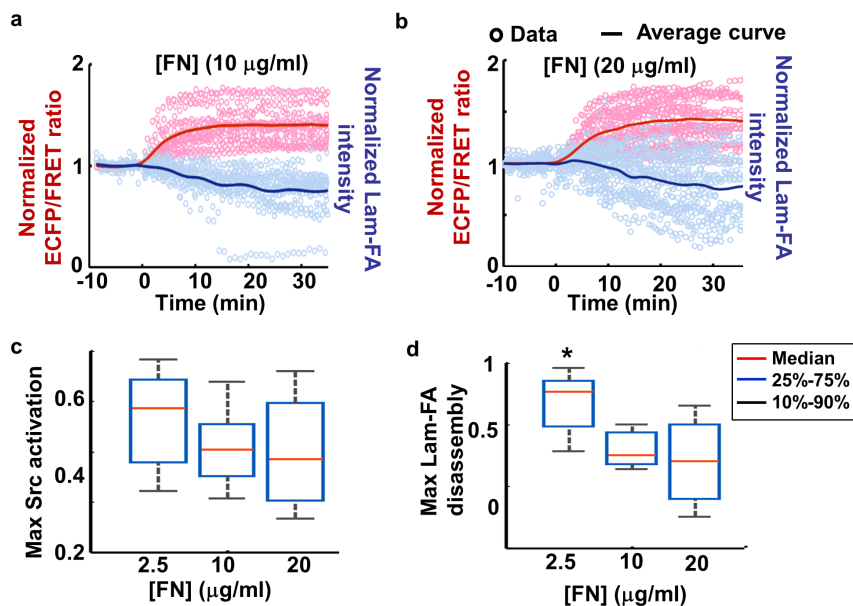 a
[FN] (10 μg/ml)
Normalized
ECFP/FRET ratio
2
1
0
-10 0 10 20 30
Time (min)
Normalized Lam-FA
intensity
b
Data Average curve
[FN] (20 μg/ml)
Normalized
ECFP/FRET ratio
2
1
0
-10 0 10 20 30
Time (min)
Normalized Lam-FA
intensity
c
Max Src activation
0.6
0.4
0.2
2.5 10 20
[FN] (μg/ml)
d
Max Lam-FA
disassembly
1
0.5
0
*
2.5 10 20
[FN] (μg/ml)
Median
25%-75%
10%-90%